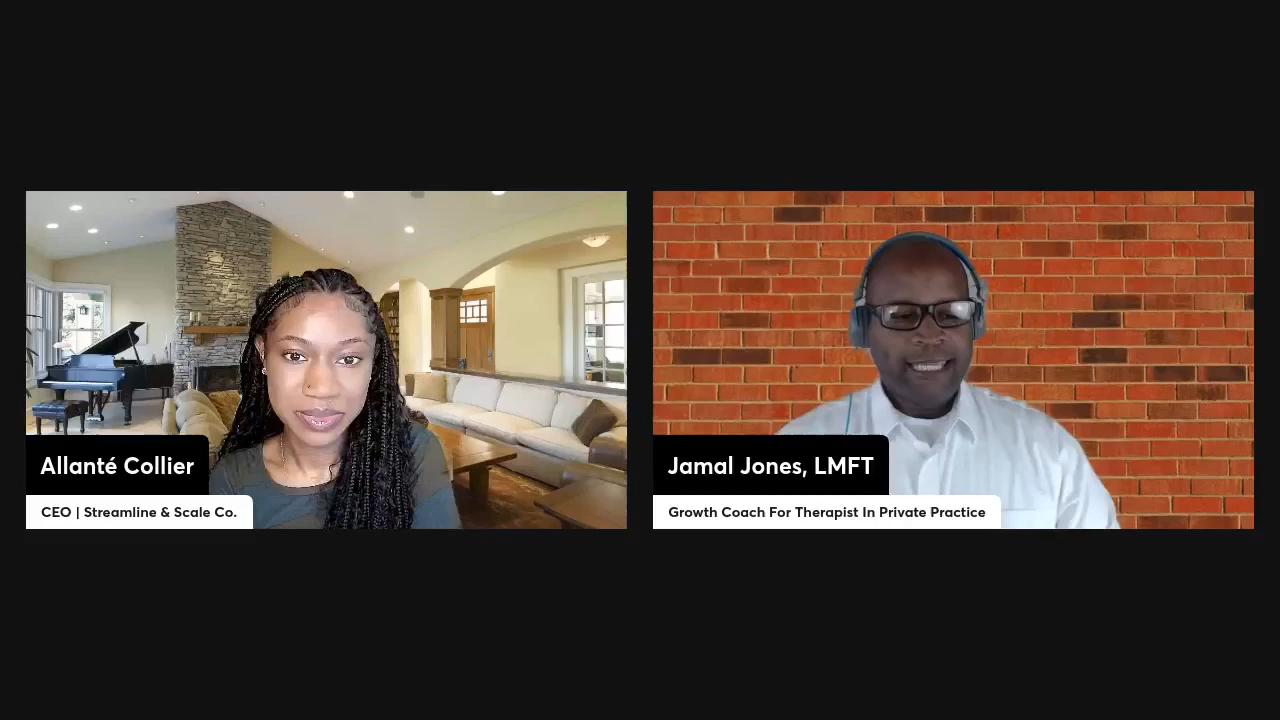 Allanté Collier
CEO | Streamline & Scale Co.
Jamal Jones, LMFT
Growth Coach For Therapist In Private Practice